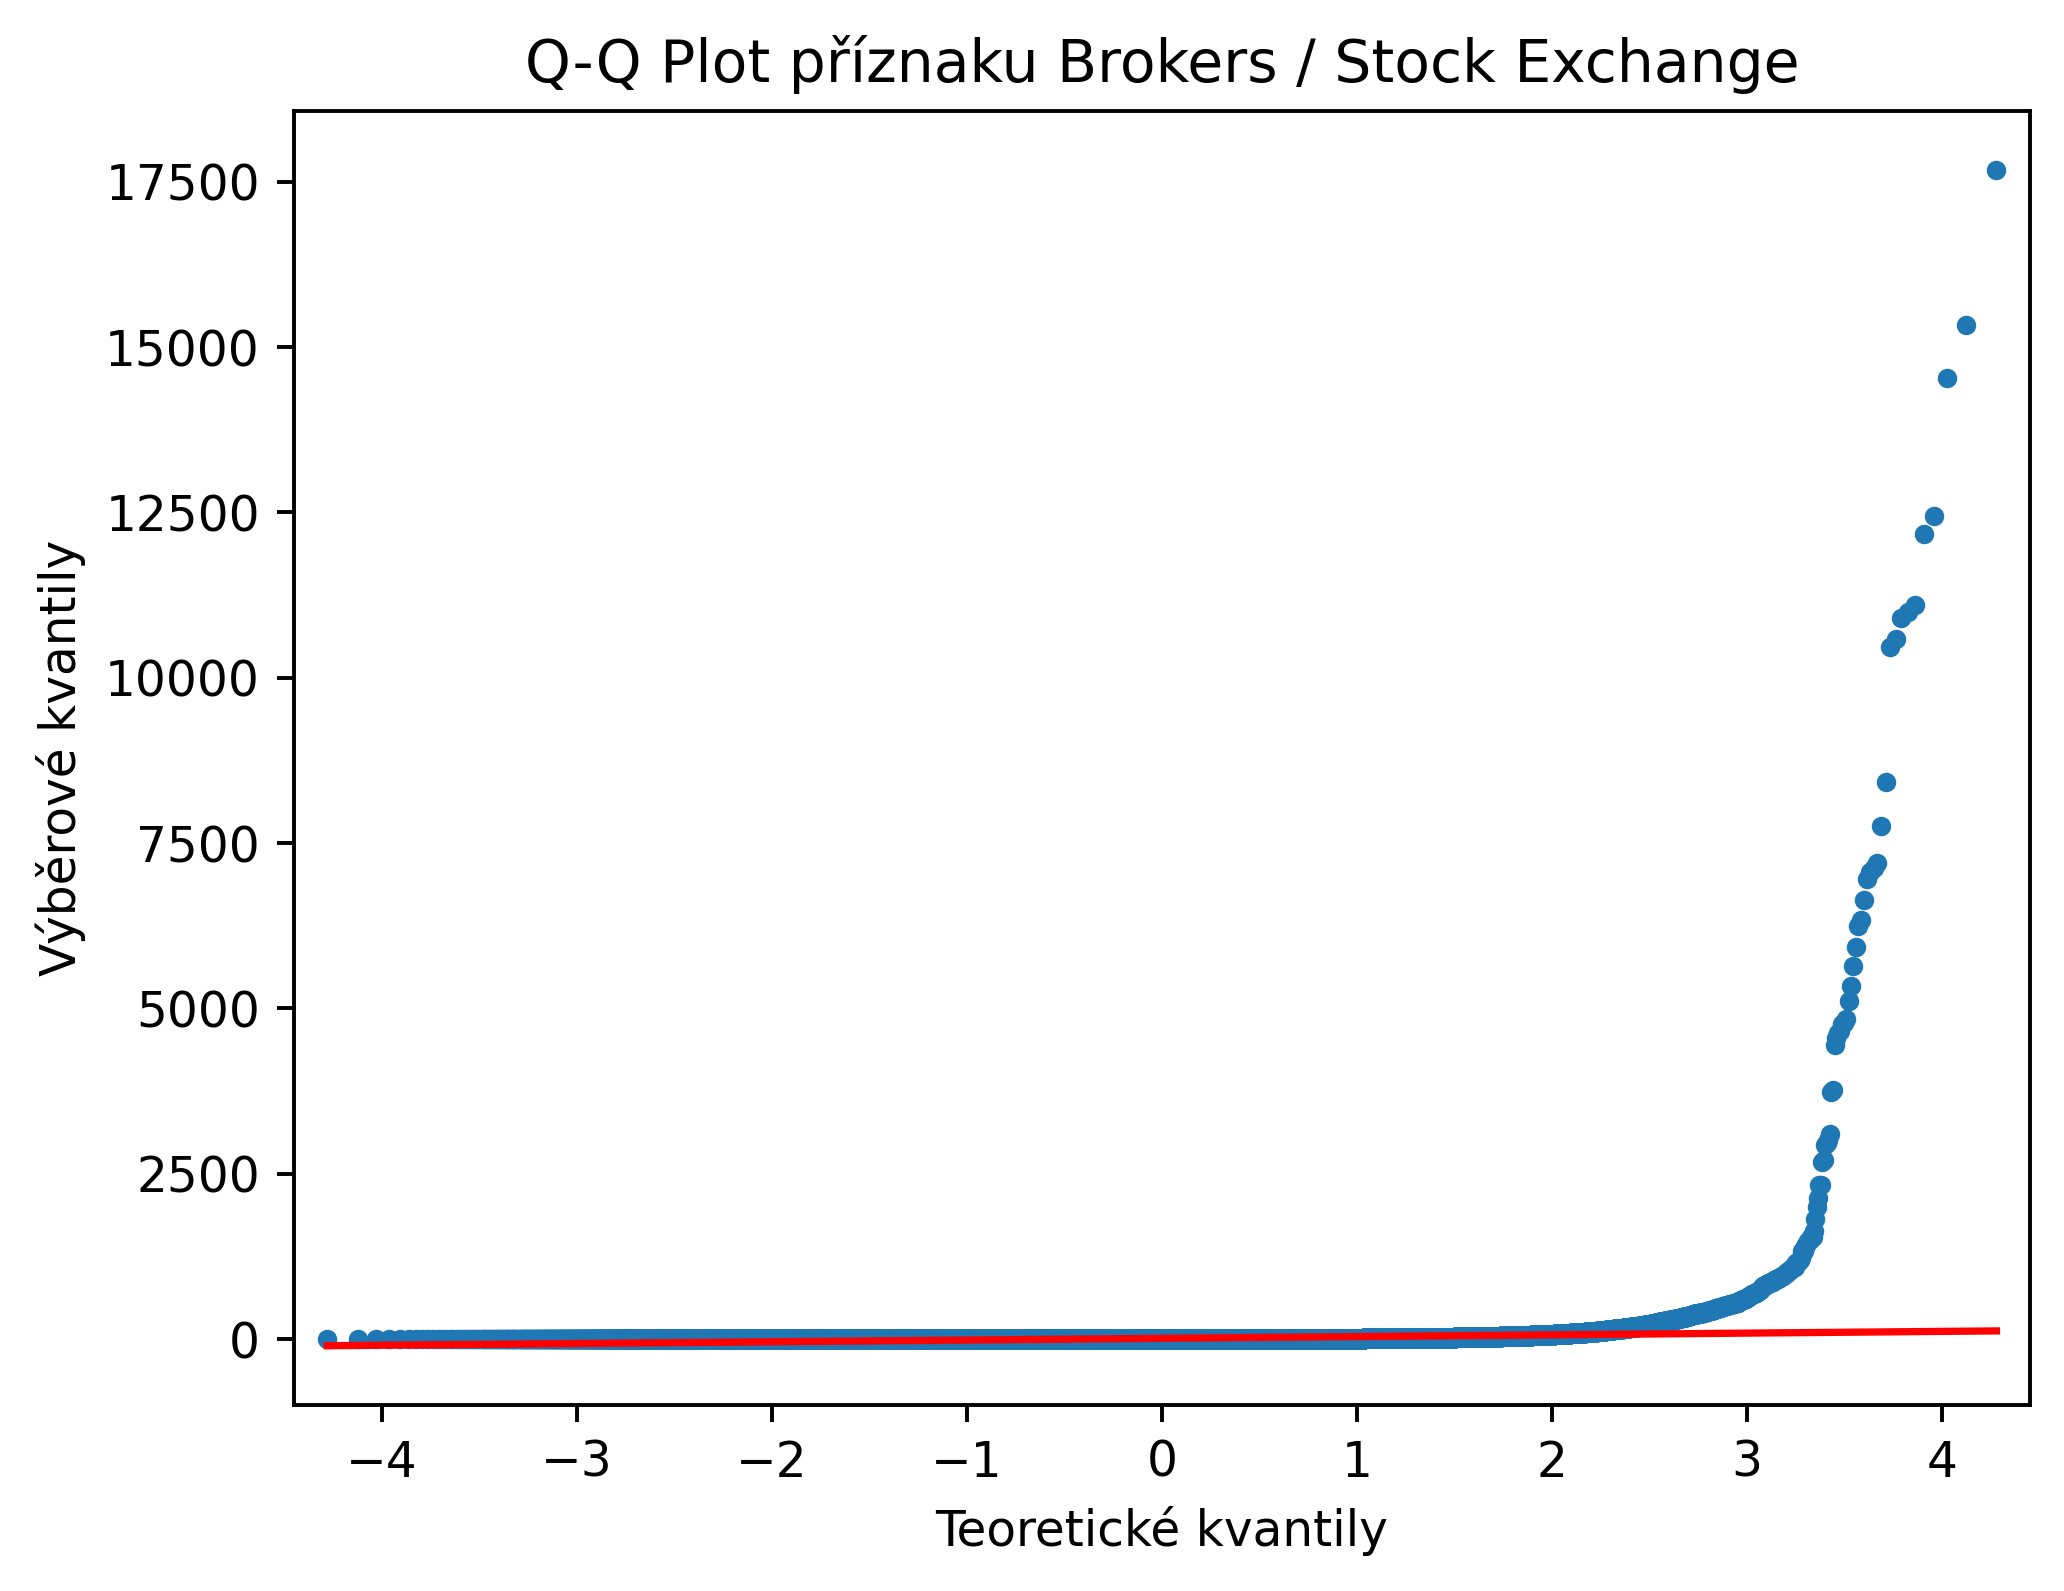 Q-Q Plot příznaku Brokers / Stock Exchange
17500
15000
12500
10000
7500
5000
2500
0
Výběrové kvantily
−4 −3 −2 −1 0 1 2 3 4
Teoretické kvantily